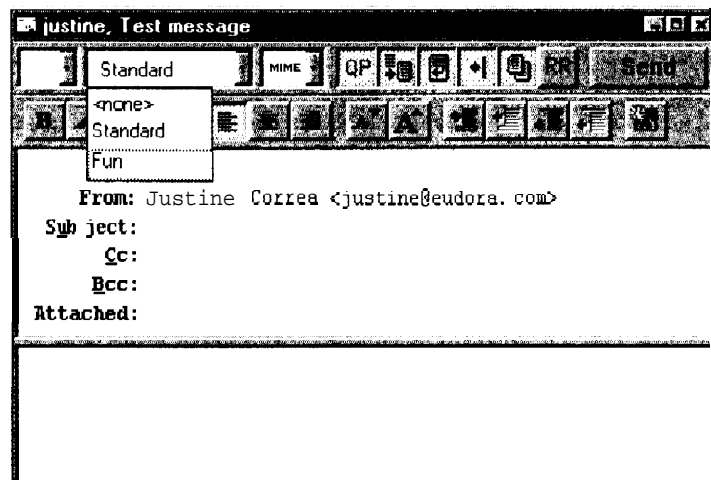 justine, Test message
Standard MIME QP RR Send
<none>
B.
Standard
Fun
From: Justine Correa <justine@eudora.com>
Subject:
Cc:
Bcc:
Attached: